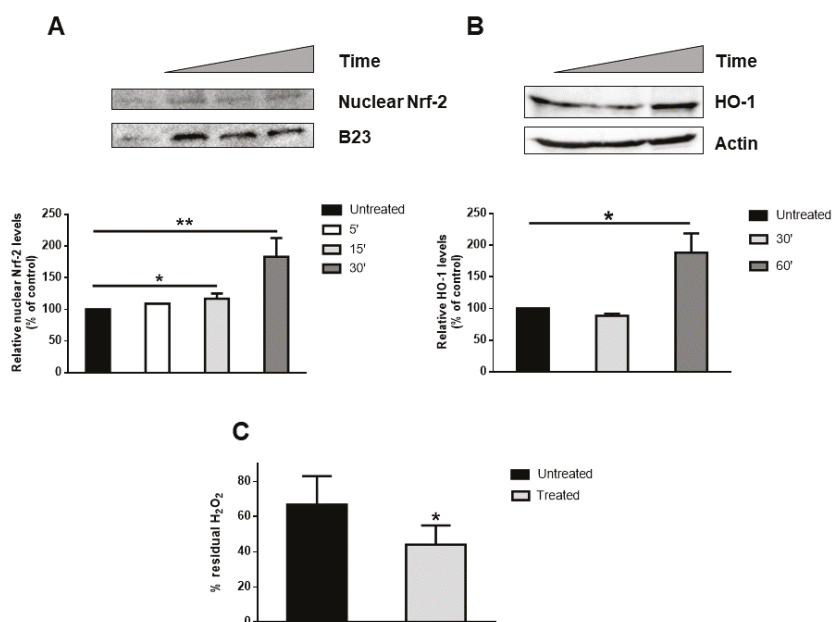 A
Time
Nuclear Nrf-2
B23
Relative nuclear Nrf-2 levels
(% of control)
250
200
150
100
50
0
**
*
Untreated
5'
15'
30'
B
Time
HO-1
Actin
Relative HO-1 levels
(% of control)
250
200
150
100
50
0
*
Untreated
30'
60'
C
% residual H₂O₂
80
60
40
20
0
*
Untreated
Treated